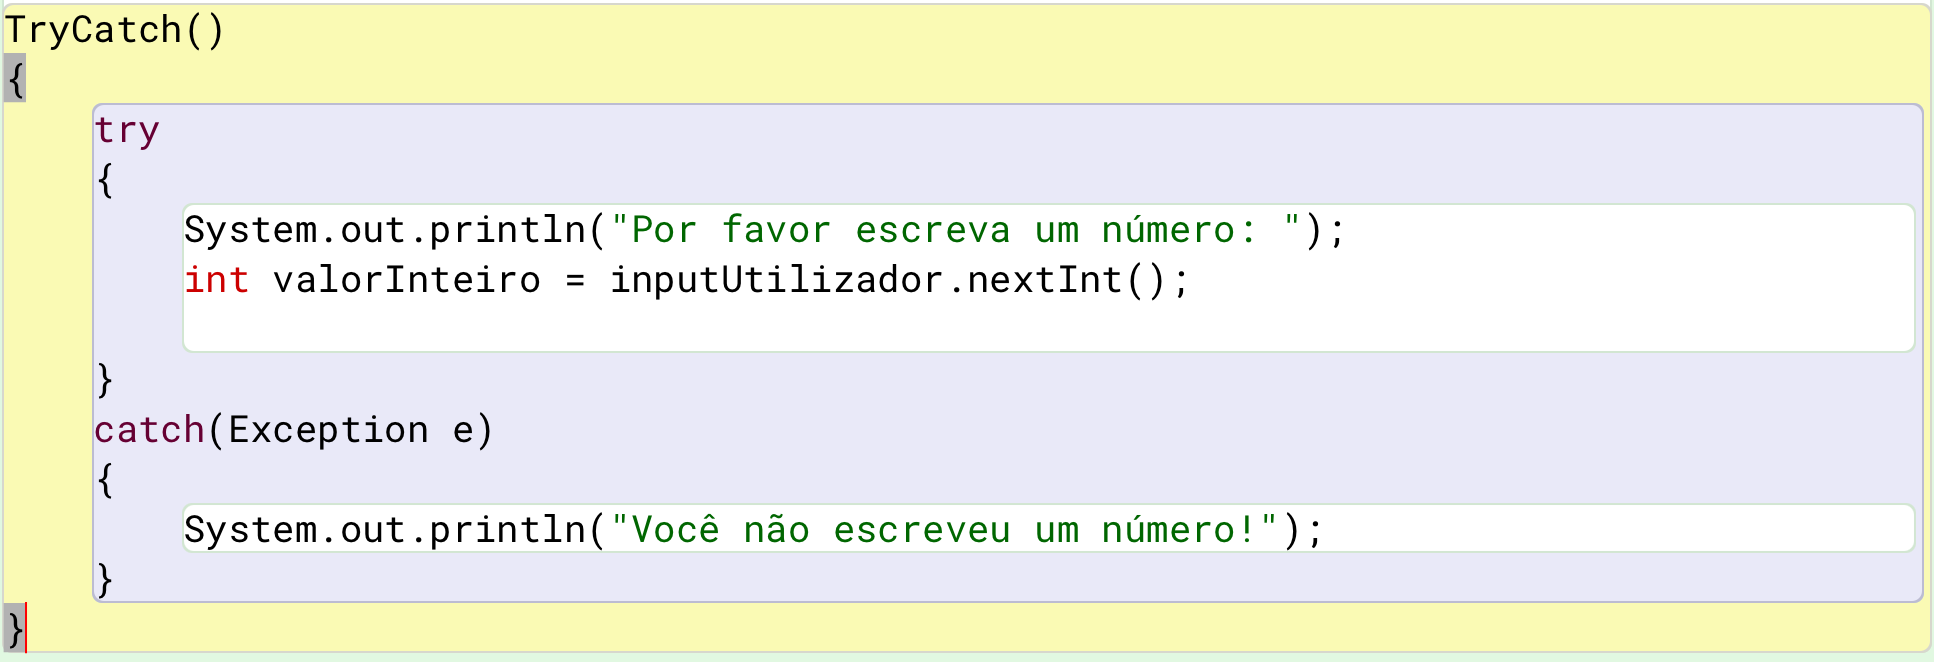 TryCatch()
{
try
{
System.out.println("Por favor escreva um número: ");
int valorInteiro = inputUtilizador.nextInt();
}
catch(Exception e)
{
System.out.println("Você não escreveu um número!");
}
}